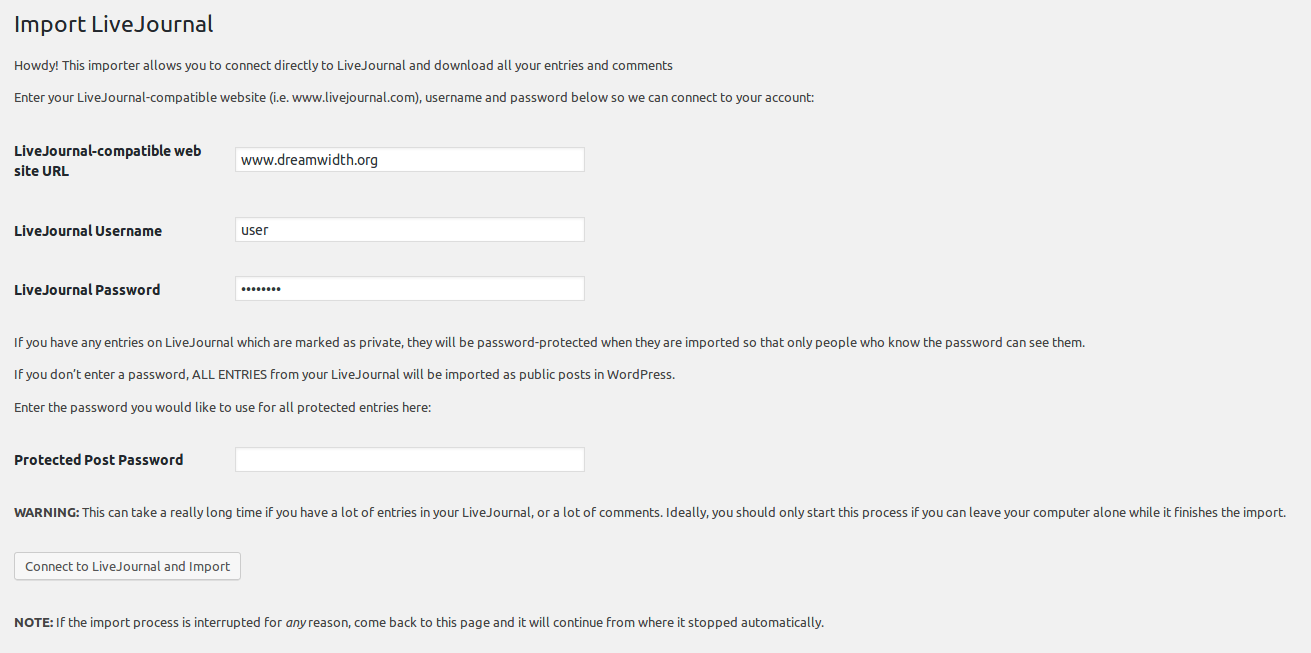 Import LiveJournal
Howdy! This importer allows you to connect directly to LiveJournal and download all your entries and comments
Enter your LiveJournal-compatible website (i.e. www.livejournal.com), username and password below so we can connect to your account:
LiveJournal-compatible web
site URL
www.dreamwidth.org
LiveJournal Username
user
LiveJournal Password
••••••••
If you have any entries on LiveJournal which are marked as private, they will be password-protected when they are imported so that only people who know the password can see them.
If you don’t enter a password, ALL ENTRIES from your LiveJournal will be imported as public posts in WordPress.
Enter the password you would like to use for all protected entries here:
Protected Post Password
WARNING: This can take a really long time if you have a lot of entries in your LiveJournal, or a lot of comments. Ideally, you should only start this process if you can leave your computer alone while it finishes the import.
Connect to LiveJournal and Import
NOTE: If the import process is interrupted for any reason, come back to this page and it will continue from where it stopped automatically.